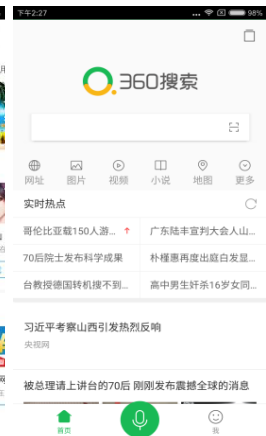 下午2:27
... 98%
360搜索
网址 图片 视频 小说 地图 更多
实时热点
哥伦比亚载150人游... 广东陆丰宣判大会人山...
70后院士发布科学成果 朴槿惠再度出庭白发显...
台教授德国转机搜不到... 高中男生奸杀16岁女同...
习近平考察山西引发热烈反响
央视网
被总理请上讲台的70后 刚刚发布震撼全球的消息
首页 我